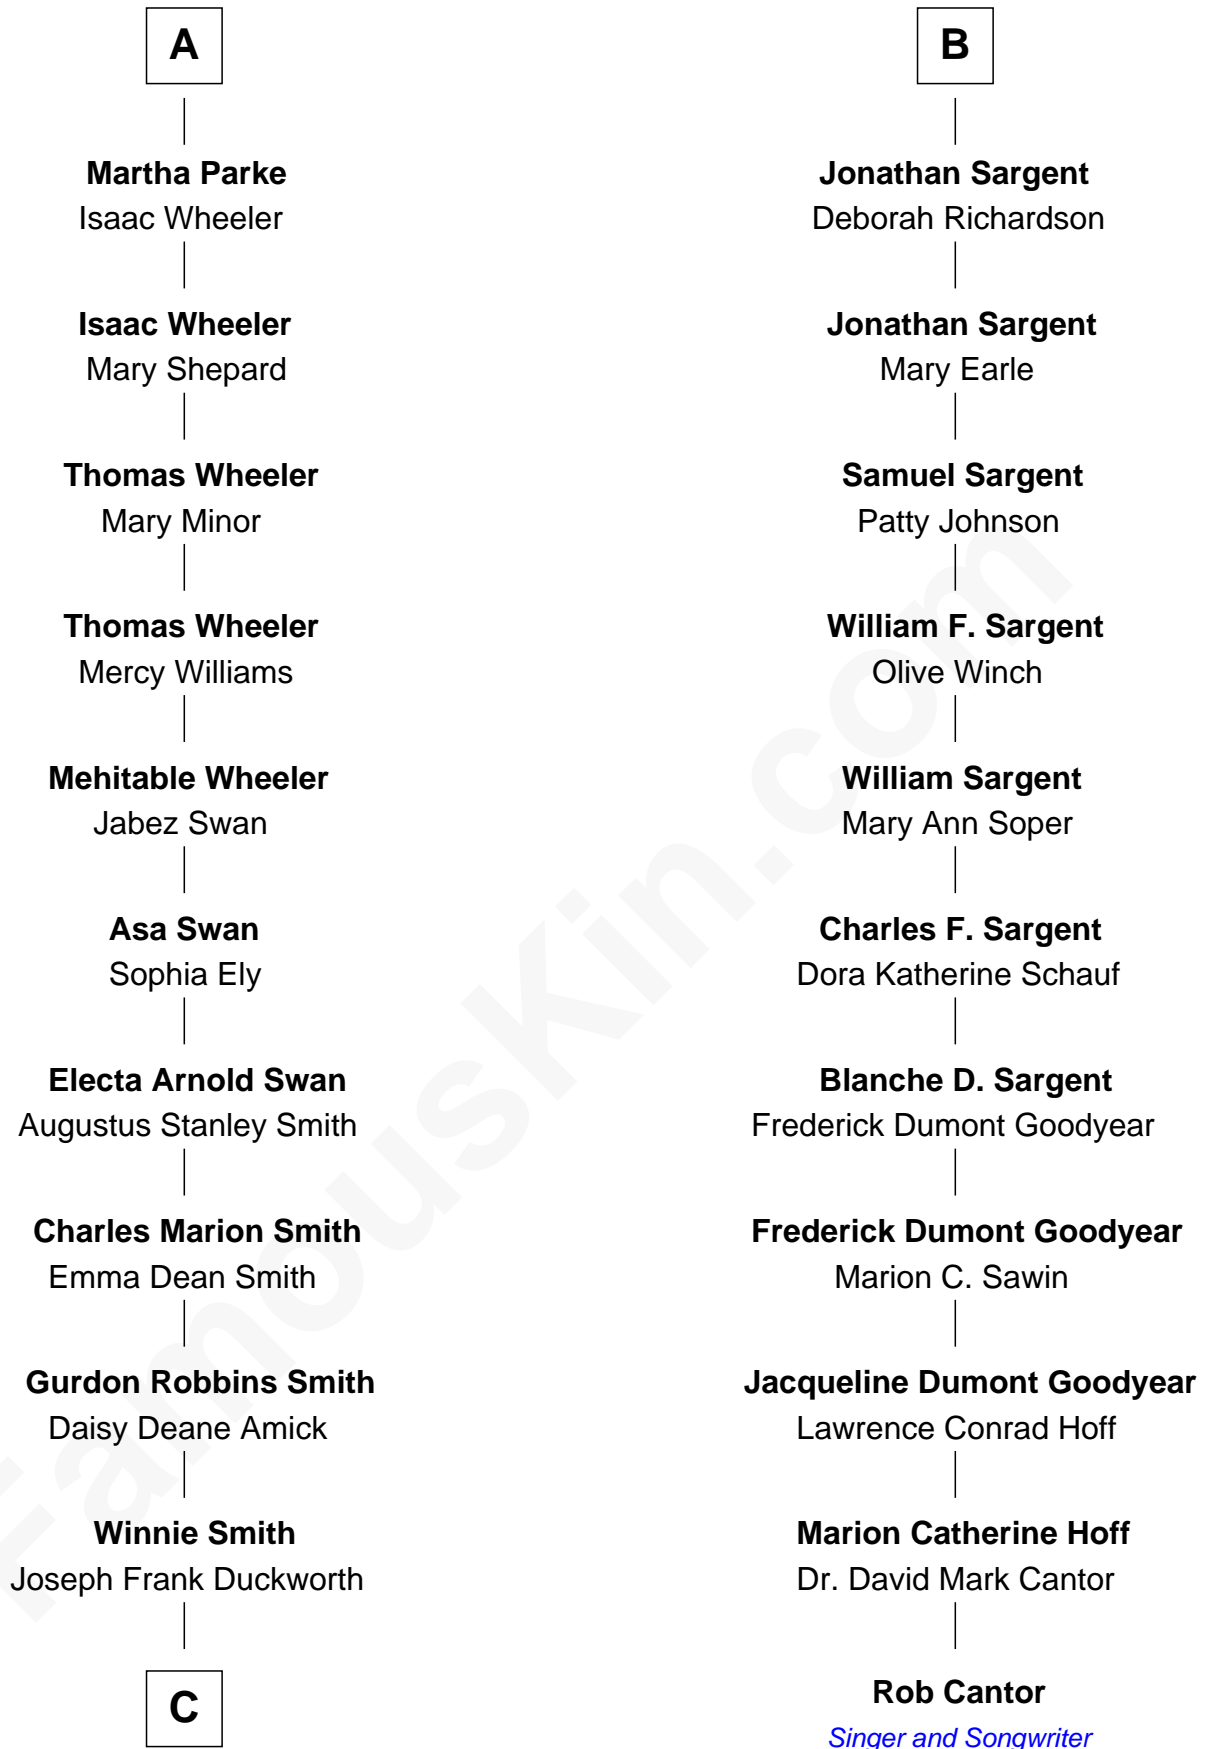 A
Martha Parke
Isaac Wheeler
Isaac Wheeler
Mary Shepard
Thomas Wheeler
Mary Minor
Thomas Wheeler
Mercy Williams
Mehitable Wheeler
Jabez Swan
Asa Swan
Sophia Ely
Electa Arnold Swan
Augustus Stanley Smith
Charles Marion Smith
Emma Dean Smith
Gurdon Robbins Smith
Daisy Deane Amick
Winnie Smith
Joseph Frank Duckworth
C
B
Jonathan Sargent
Deborah Richardson
Jonathan Sargent
Mary Earle
Samuel Sargent
Patty Johnson
William F. Sargent
Olive Winch
William Sargent
Mary Ann Soper
Charles F. Sargent
Dora Katherine Schauf
Blanche D. Sargent
Frederick Dumont Goodyear
Frederick Dumont Goodyear
Marion C. Sawin
Jacqueline Dumont Goodyear
Lawrence Conrad Hoff
Marion Catherine Hoff
Dr. David Mark Cantor
Rob Cantor
Singer and Songwriter
FamousKin.com